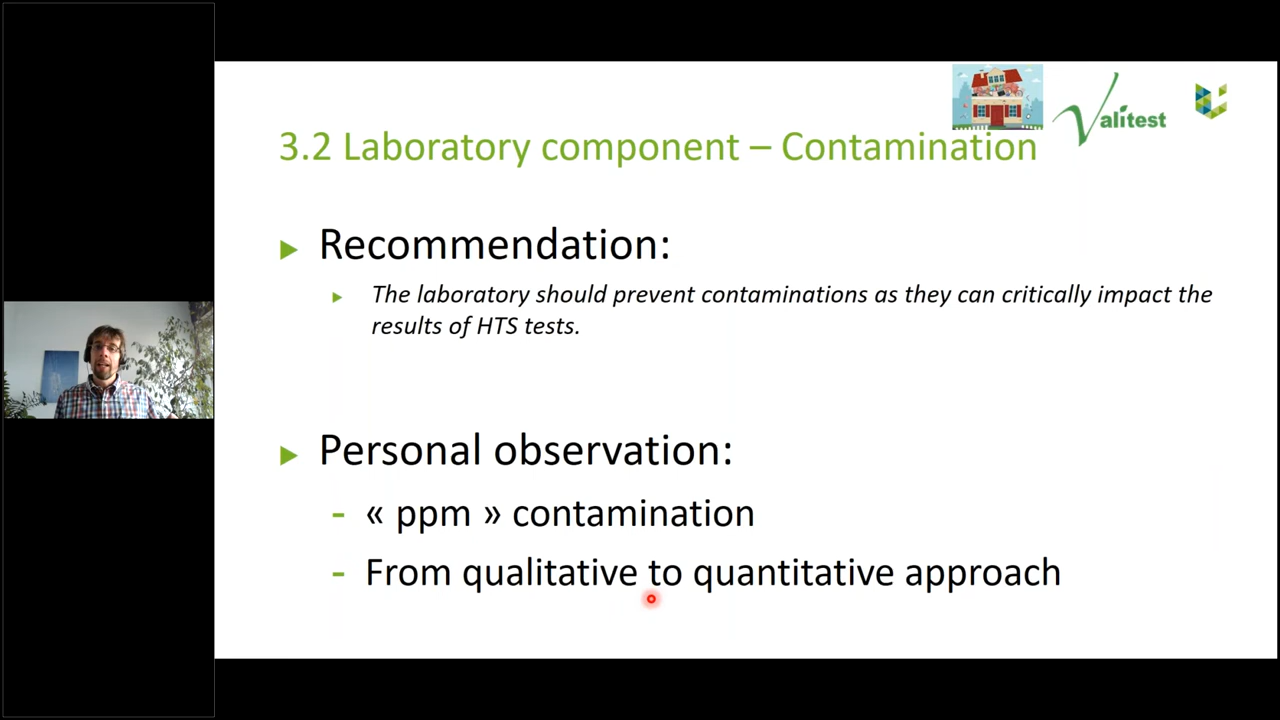 Valitest
3.2 Laboratory component – Contamination
Recommendation:
The laboratory should prevent contaminations as they can critically impact the
results of HTS tests.
Personal observation:
- « ppm » contamination
- From qualitative to quantitative approach